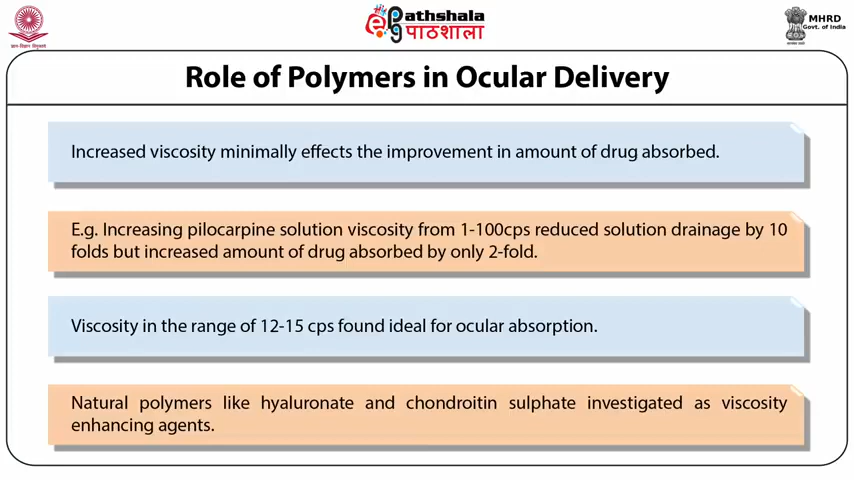 ePathshala
पाठशाला
MHRD
Govt. of India
Role of Polymers in Ocular Delivery
Increased viscosity minimally effects the improvement in amount of drug absorbed.
E.g. Increasing pilocarpine solution viscosity from 1-100cps reduced solution drainage by 10
folds but increased amount of drug absorbed by only 2-fold.
Viscosity in the range of 12-15 cps found ideal for ocular absorption.
Natural polymers like hyaluronate and chondroitin sulphate investigated as viscosity
enhancing agents.